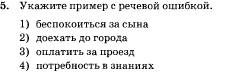 5. Укажите пример с речевой ошибкой.
1) беспокоиться за сына
2) доехать до города
3) оплатить за проезд
4) потребность в знаниях